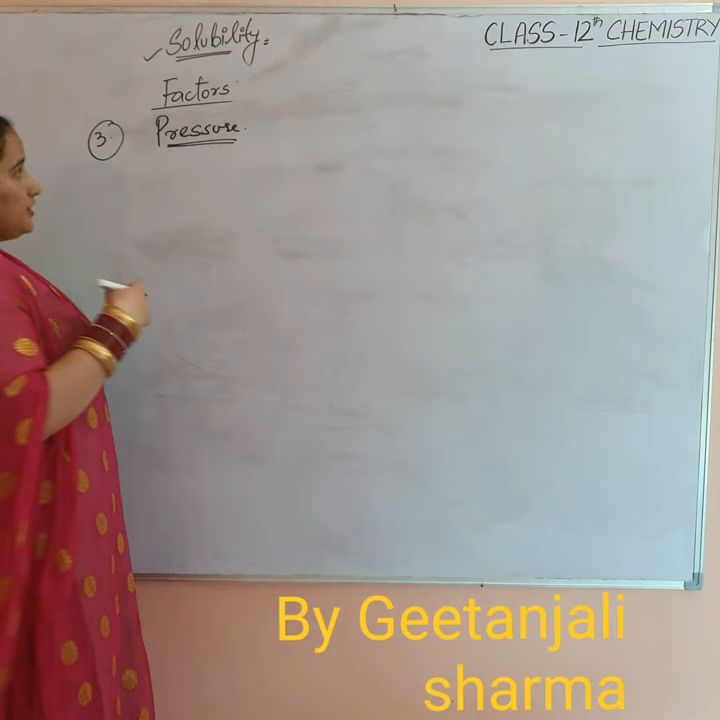 Solubility
CLASS-12th CHEMISTRY
Factors
3 Pressure.
By Geetanjali
sharma